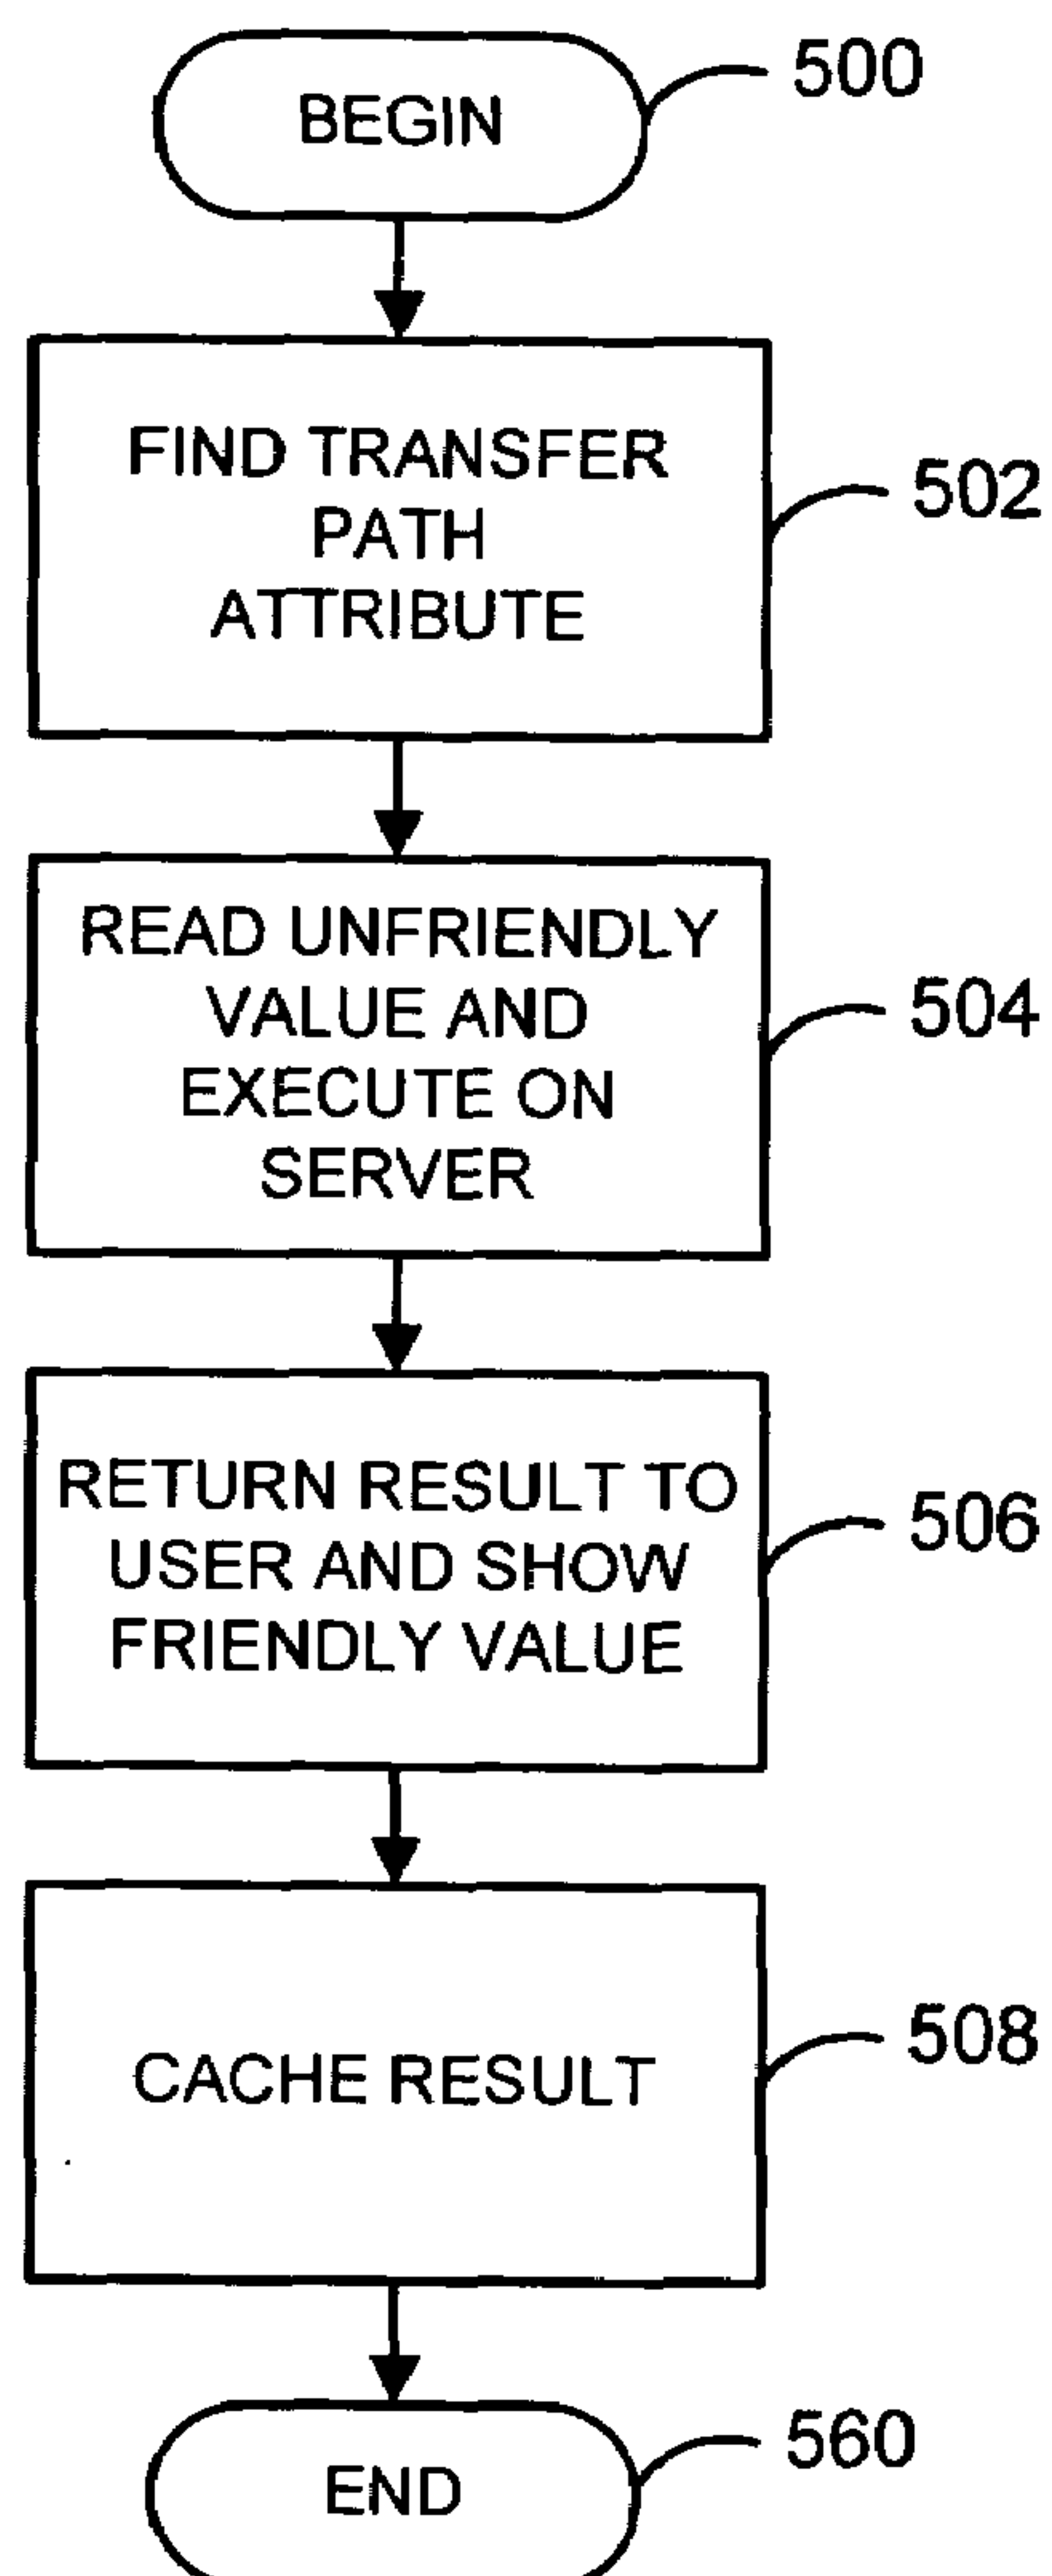 BEGIN
500
FIND TRANSFER
PATH
ATTRIBUTE
502
READ UNFRIENDLY
VALUE AND
EXECUTE ON
SERVER
504
RETURN RESULT TO
USER AND SHOW
FRIENDLY VALUE
506
CACHE RESULT
508
END
560